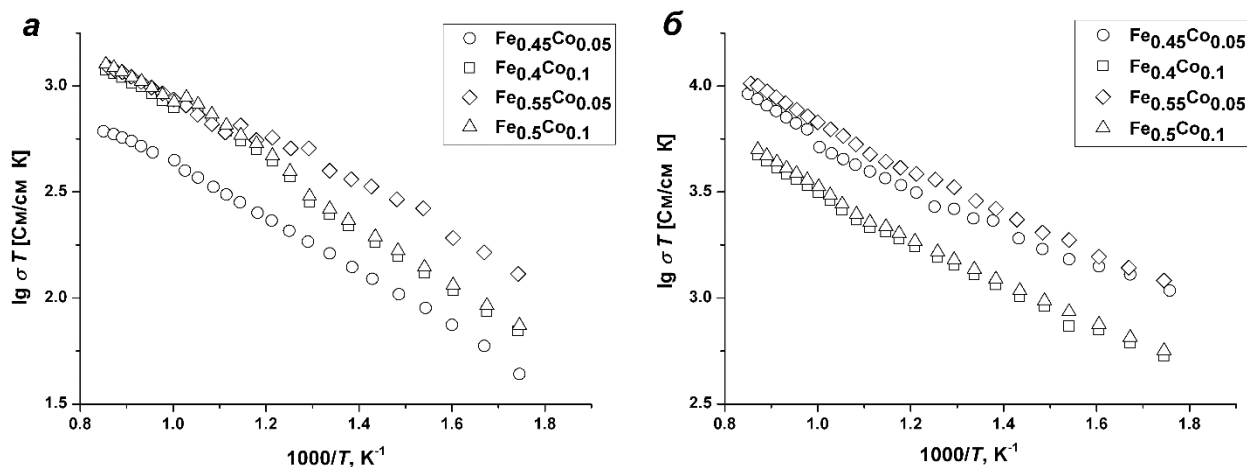 а
Fe0.45Co0.05
Fe0.4Co0.1
Fe0.55Co0.05
Fe0.5Co0.1
lg σ T [См/см К]
3.0
2.5
2.0
1.5
0.8 1.0 1.2 1.4 1.6 1.8
1000/T, K-1
б
Fe0.45Co0.05
Fe0.4Co0.1
Fe0.55Co0.05
Fe0.5Co0.1
lg σ T [См/см К]
4.0
3.5
3.0
2.5
0.8 1.0 1.2 1.4 1.6 1.8
1000/T, K-1